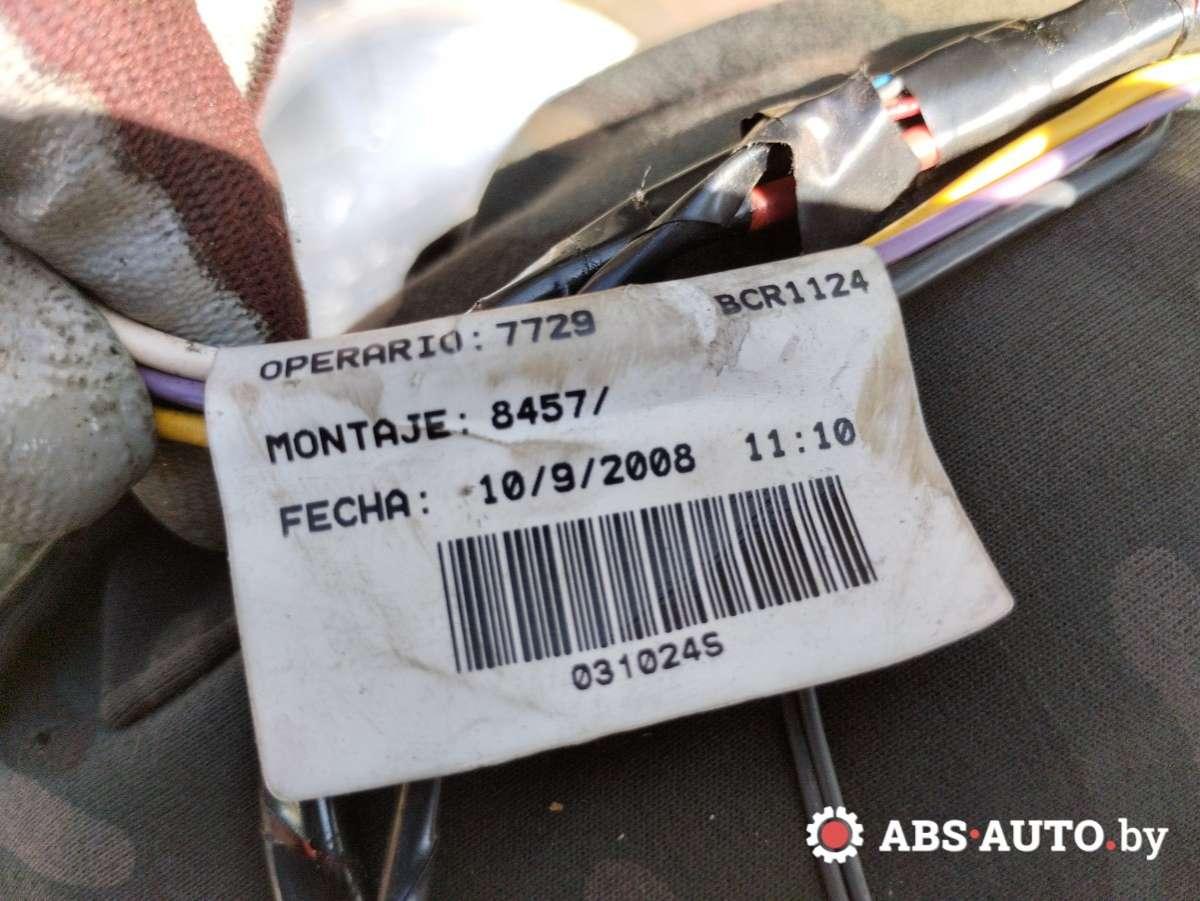 OPERARIO: 7729 BCR1124
MONTAJE: 8457/
FECHA: 10/9/2008 11:10
031024S
ABS·AUTO.by